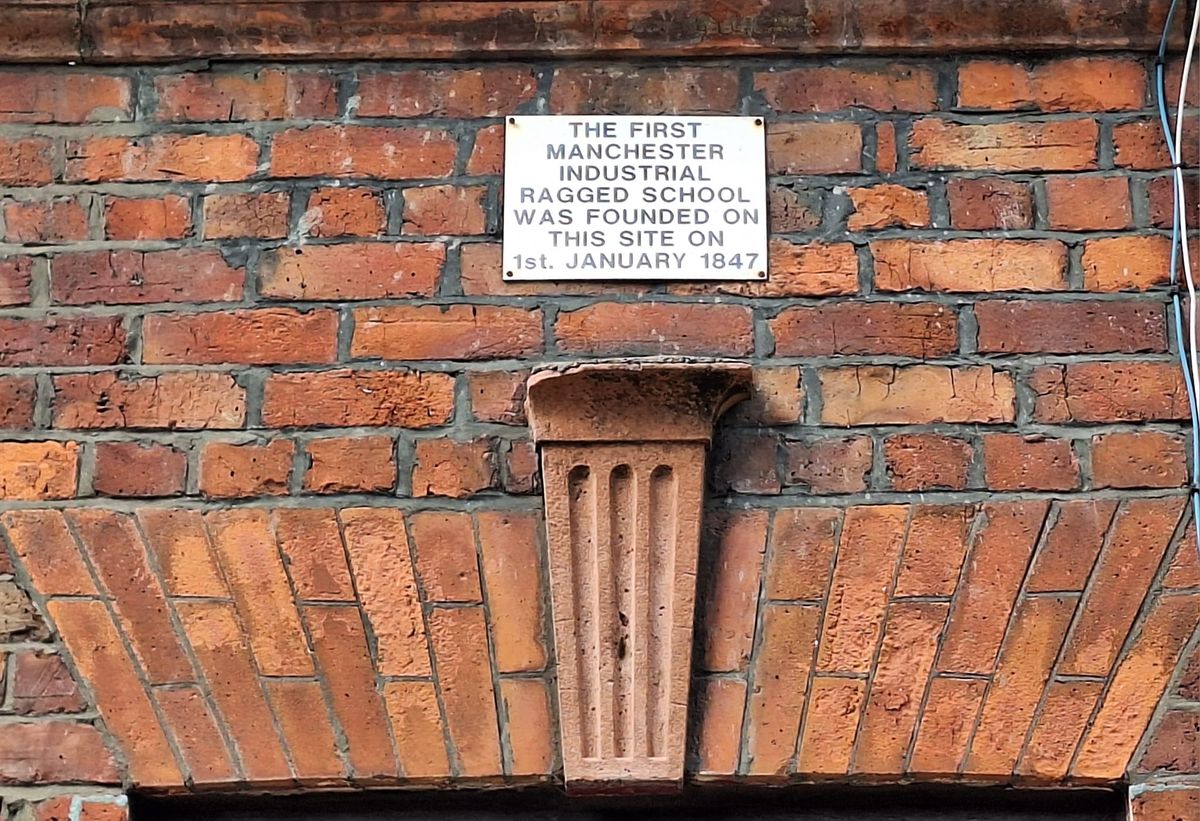 THE FIRST
MANCHESTER
INDUSTRIAL
RAGGED SCHOOL
WAS FOUNDED ON
THIS SITE ON
1st. JANUARY 1847